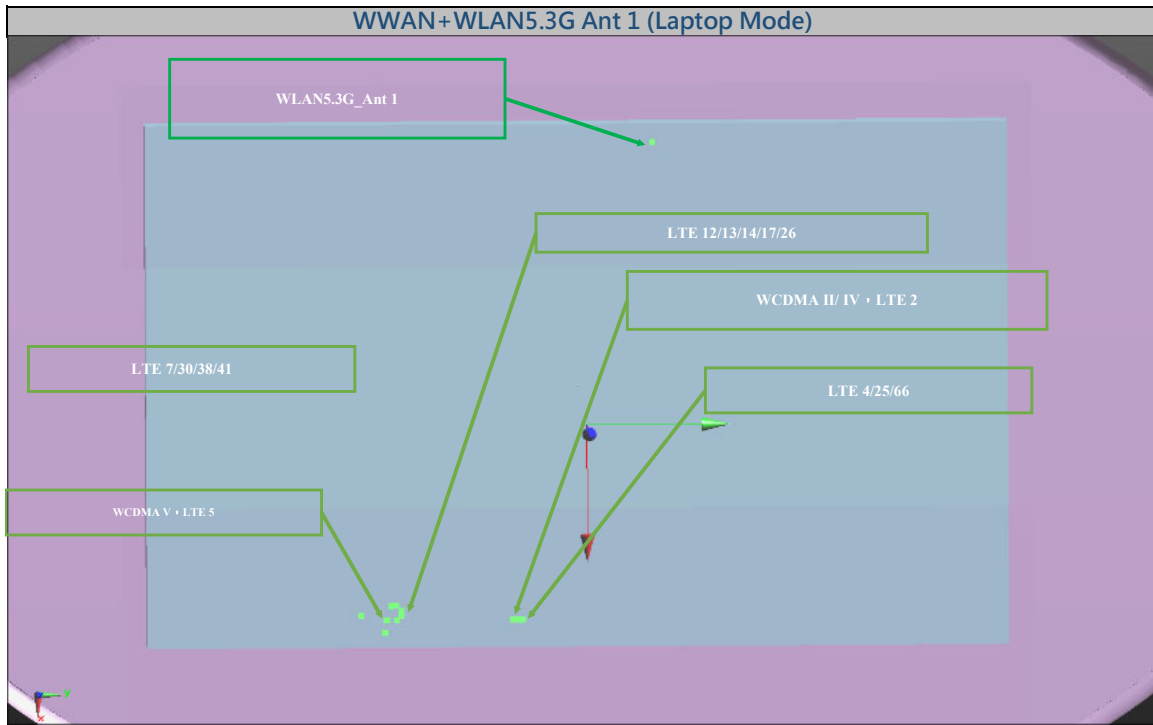 WWAN+WLAN5.3G Ant 1 (Laptop Mode)
WLAN5.3G_Ant 1
LTE 12/13/14/17/26
WCDMA II/ IV，LTE 2
LTE 7/30/38/41
LTE 4/25/66
WCDMA V，LTE 5
Y
X